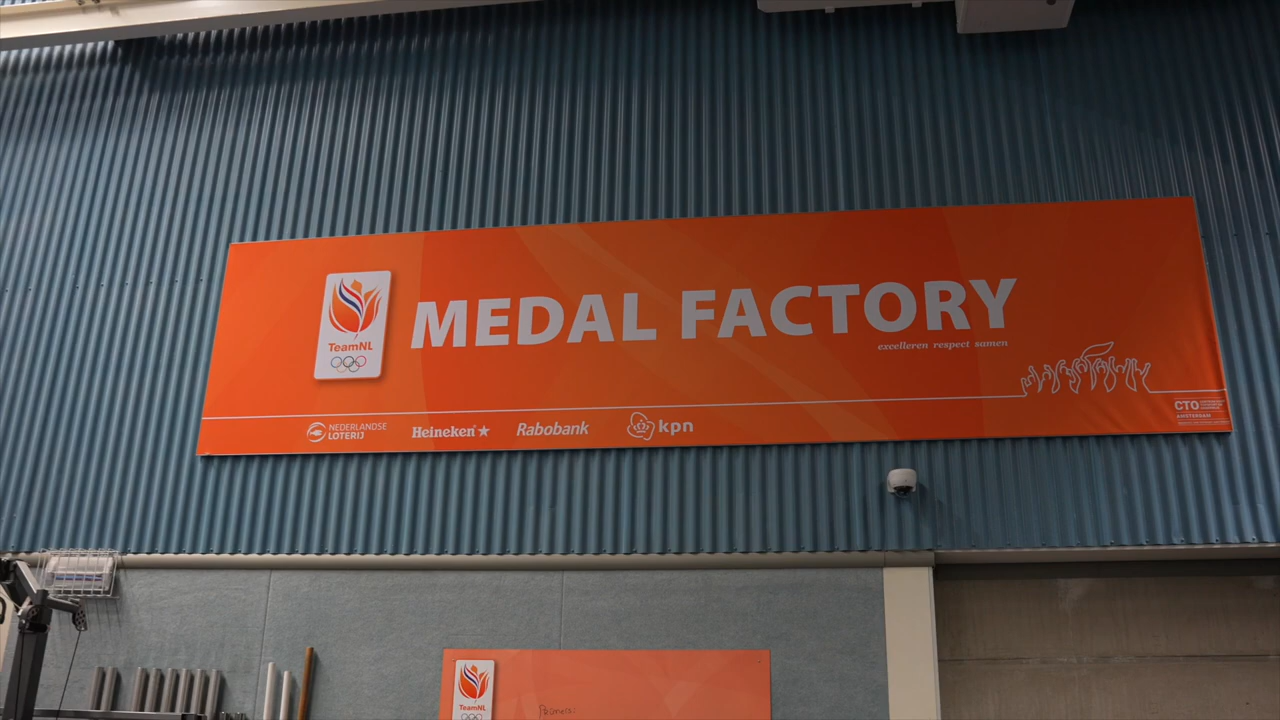 MEDAL FACTORY
excelleren respect samen
TeamNL
NEDERLANDSE
LOTERIJ
Heineken
Rabobank
kpn
CTO
AMSTERDAM
TeamNL